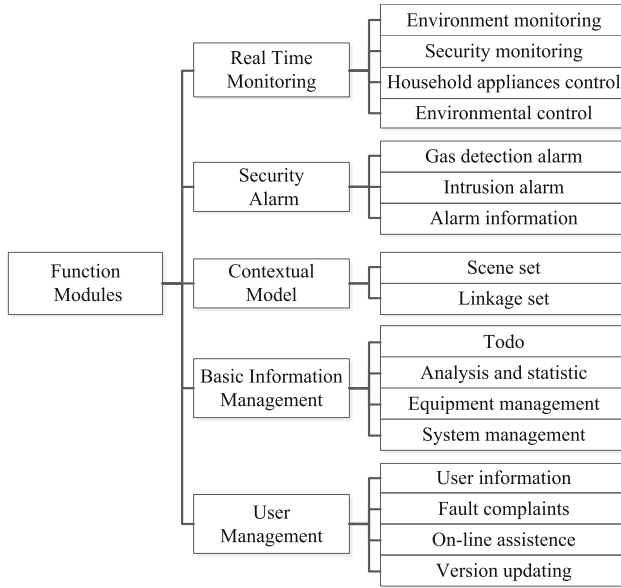 Function
Modules
Real Time
Monitoring
Environment monitoring
Security monitoring
Household appliances control
Environmental control
Security
Alarm
Gas detection alarm
Intrusion alarm
Alarm information
Contextual
Model
Scene set
Linkage set
Basic Information
Management
Todo
Analysis and statistic
Equipment management
System management
User
Management
User information
Fault complaints
On-line assistence
Version updating